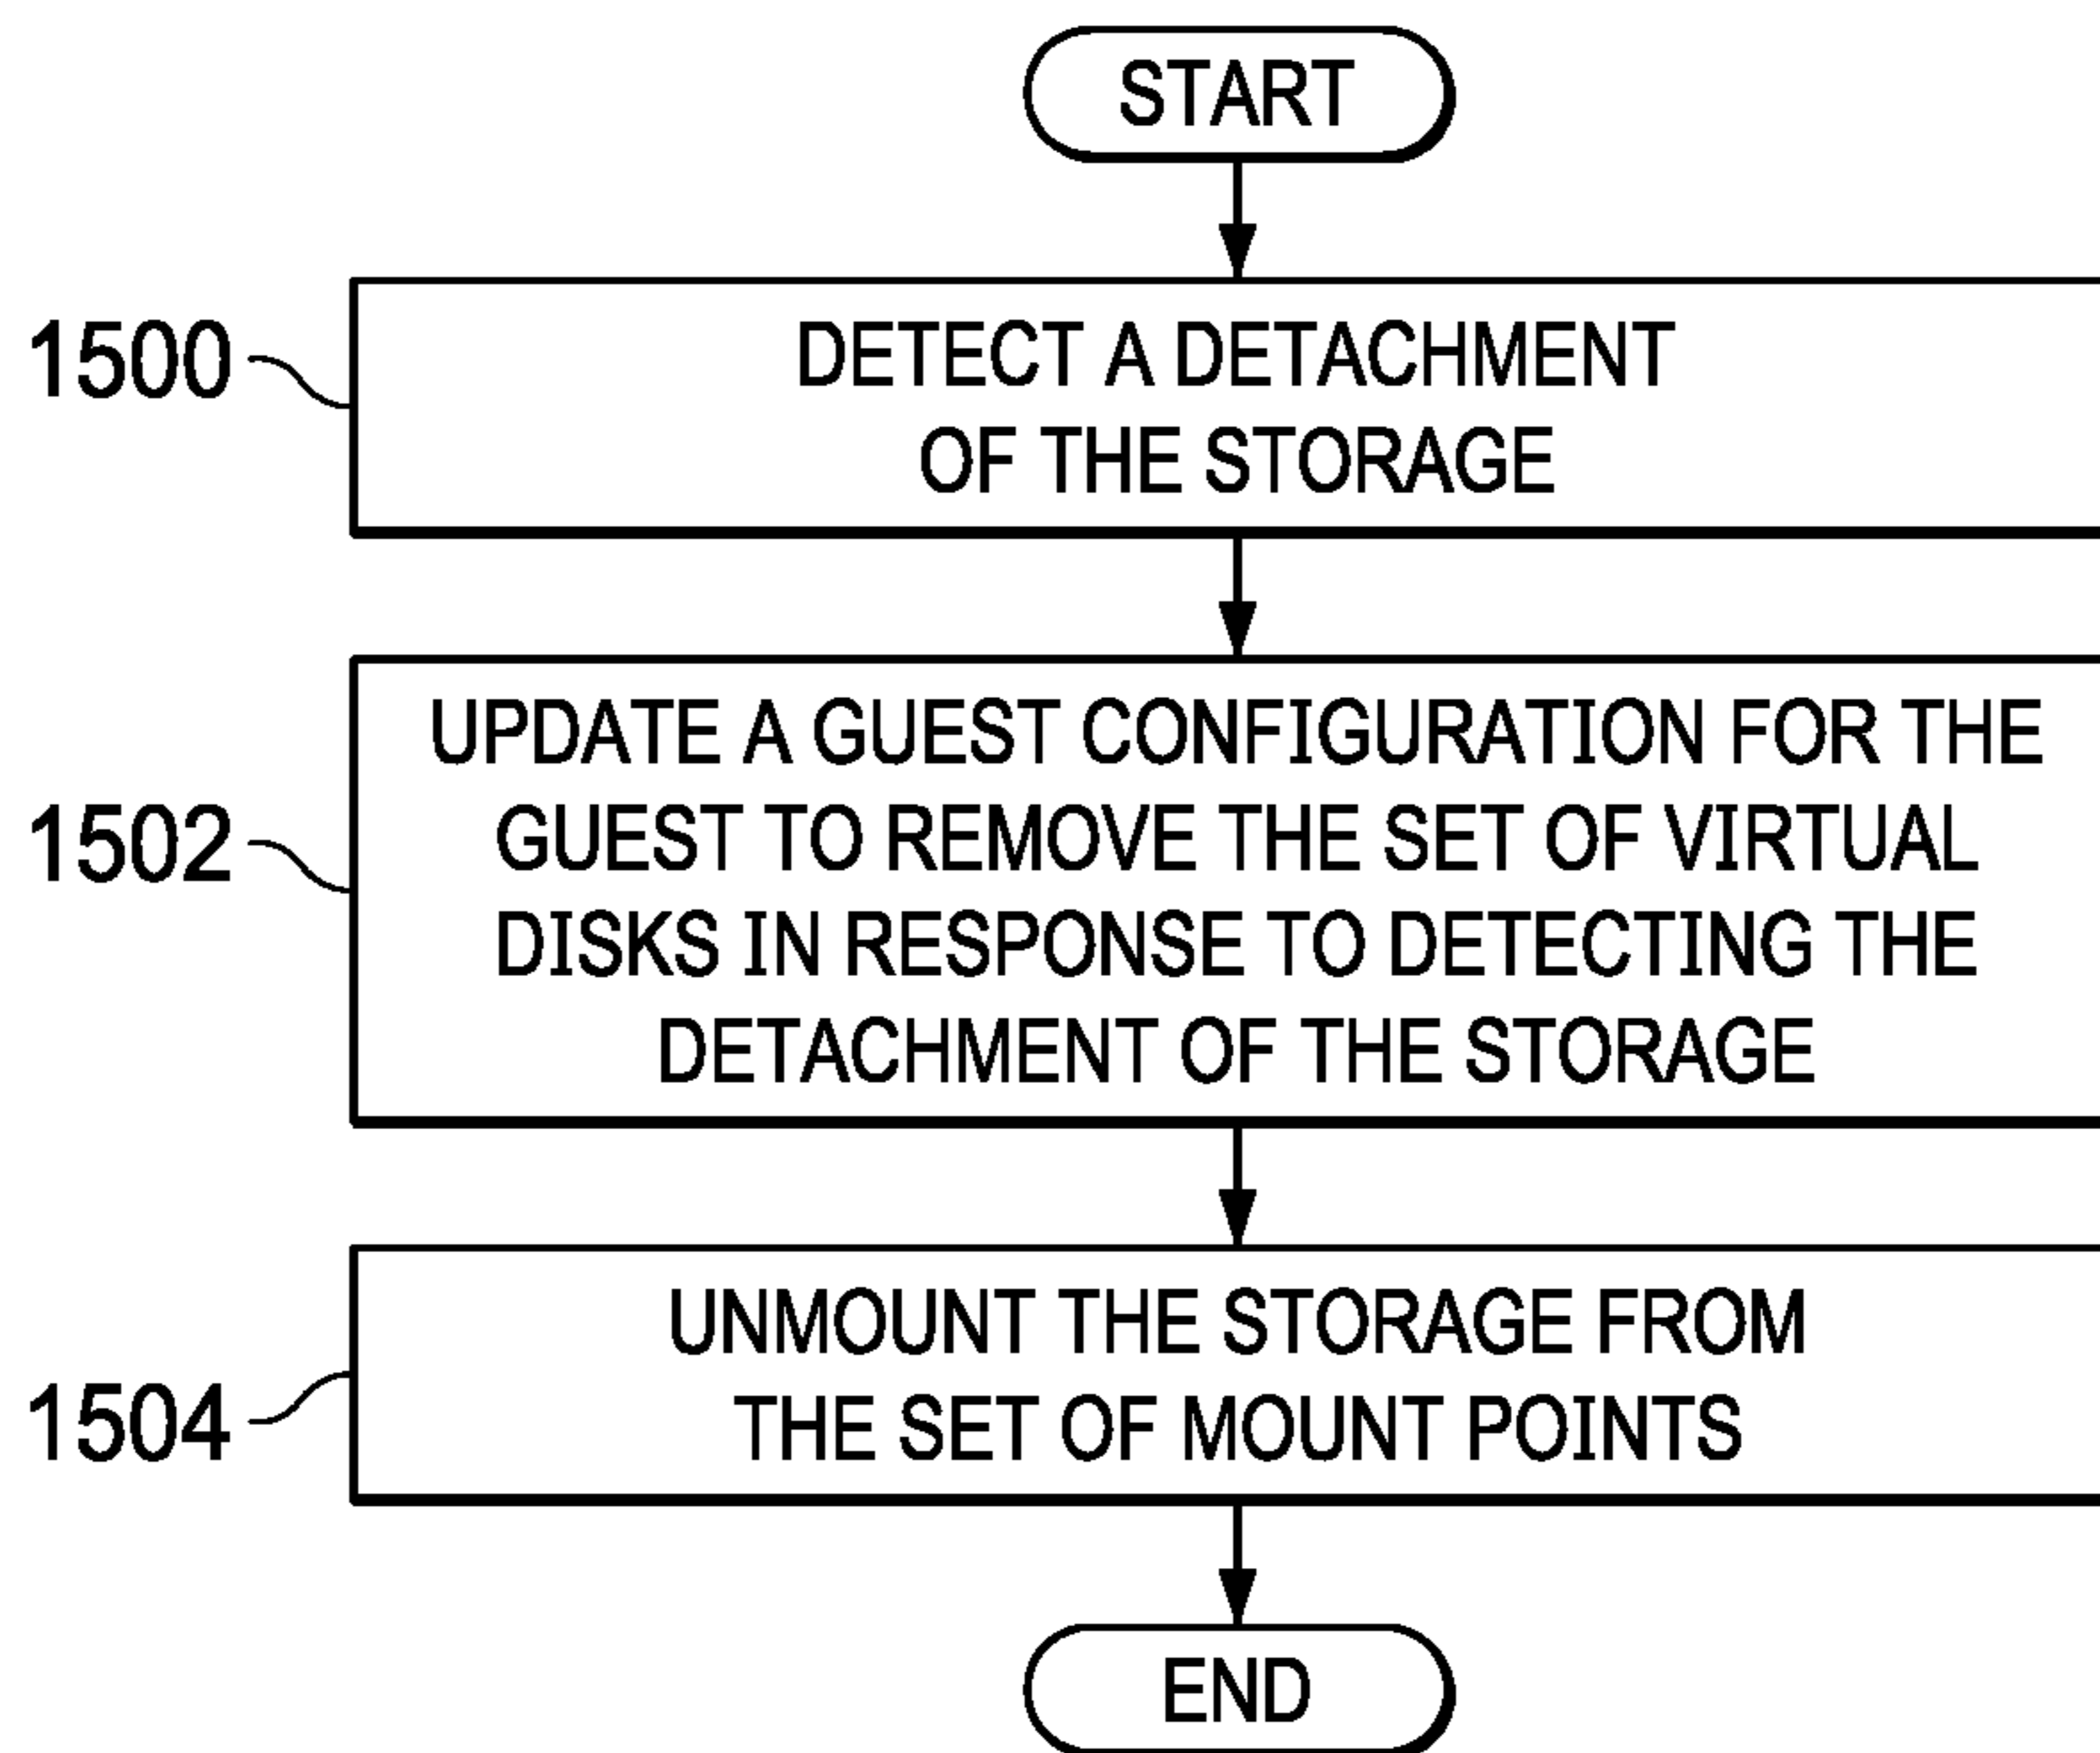 START
1500
DETECT A DETACHMENT
OF THE STORAGE
1502
UPDATE A GUEST CONFIGURATION FOR THE
GUEST TO REMOVE THE SET OF VIRTUAL
DISKS IN RESPONSE TO DETECTING THE
DETACHMENT OF THE STORAGE
1504
UNMOUNT THE STORAGE FROM
THE SET OF MOUNT POINTS
END